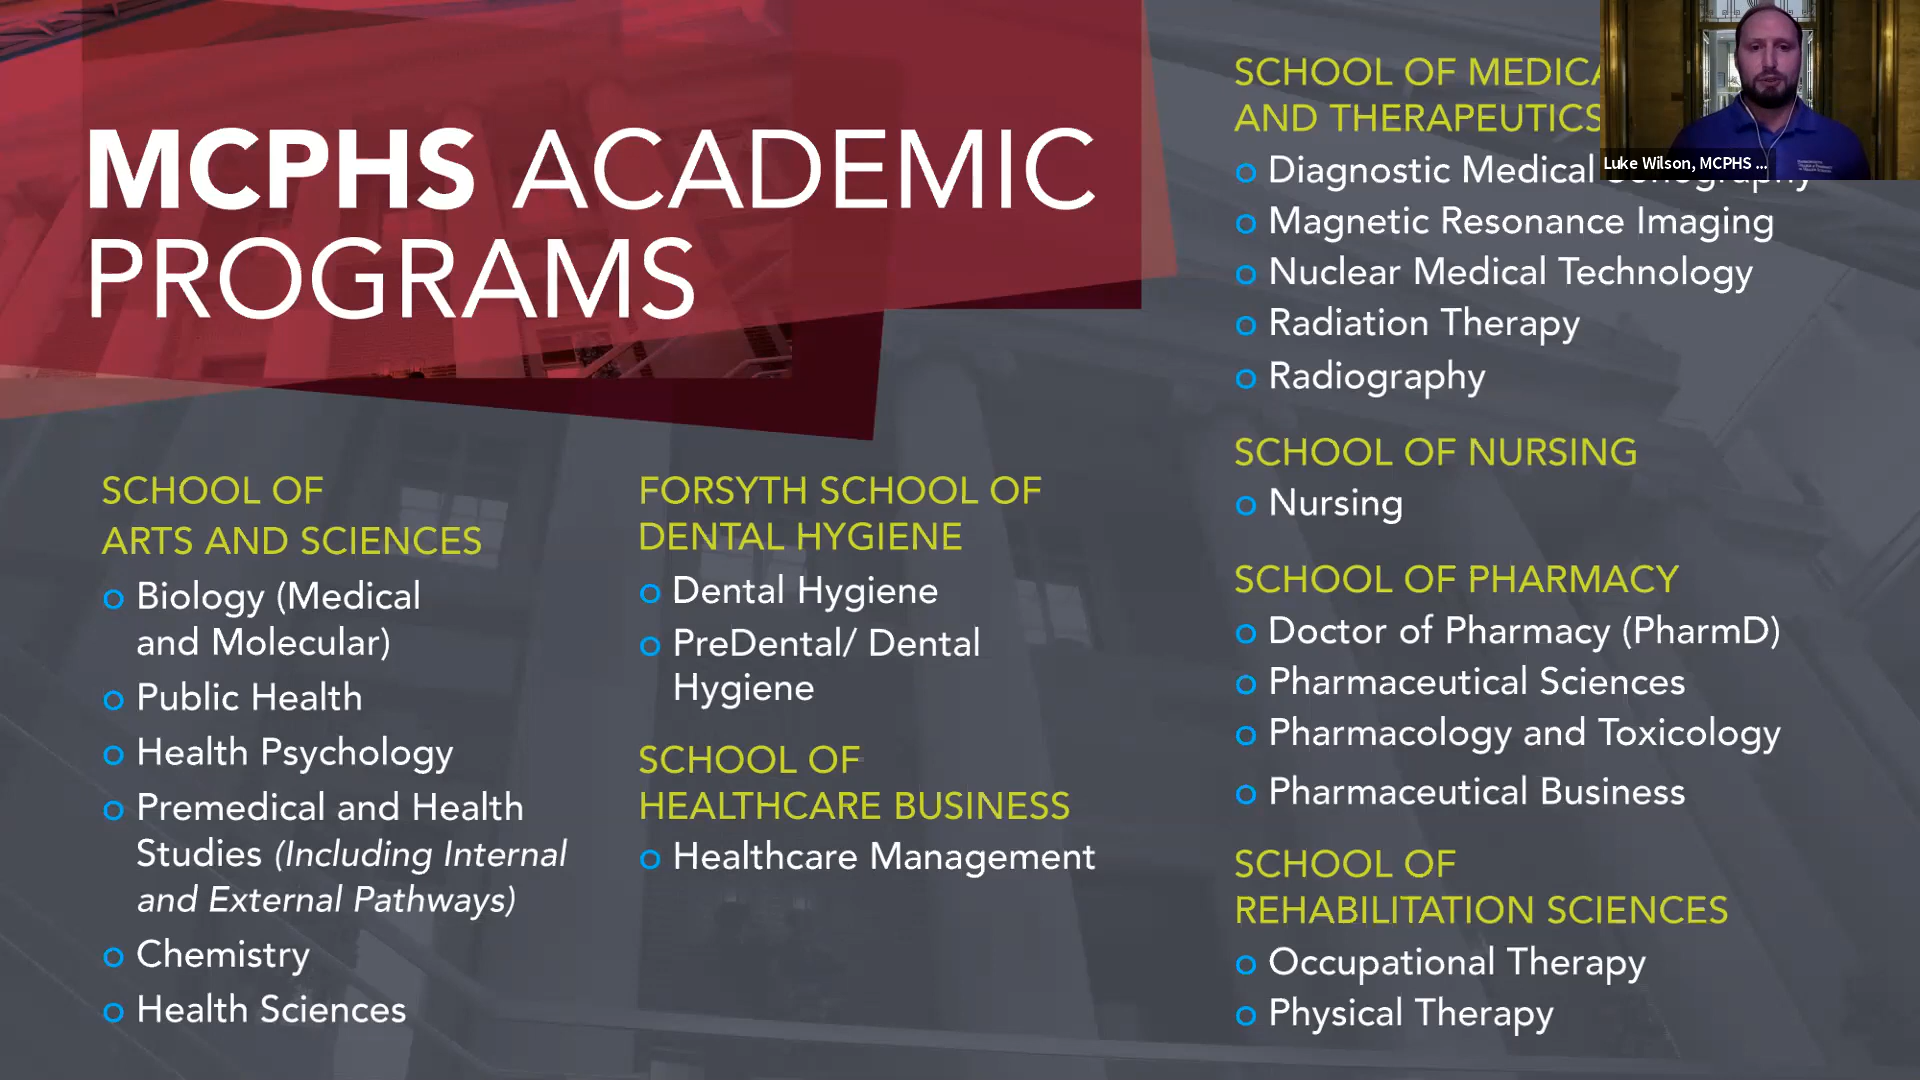 MCPHS ACADEMIC
PROGRAMS
SCHOOL OF
ARTS AND SCIENCES
o Biology (Medical
and Molecular)
o Public Health
o Health Psychology
o Premedical and Health
Studies (Including Internal
and External Pathways)
o Chemistry
o Health Sciences
FORSYTH SCHOOL OF
DENTAL HYGIENE
o Dental Hygiene
o PreDental/ Dental
Hygiene
SCHOOL OF
HEALTHCARE BUSINESS
o Healthcare Management
SCHOOL OF
AND THERAPEUTICS
o Diagnostic Medical
o Magnetic Resonance Imaging
o Nuclear Medical Technology
o Radiation Therapy
o Radiography
SCHOOL OF NURSING
o Nursing
SCHOOL OF PHARMACY
o Doctor of Pharmacy (PharmD)
o Pharmaceutical Sciences
o Pharmacology and Toxicology
o Pharmaceutical Business
SCHOOL OF
REHABILITATION SCIENCES
o Occupational Therapy
o Physical Therapy
Luke Wilson, MCPHS ...